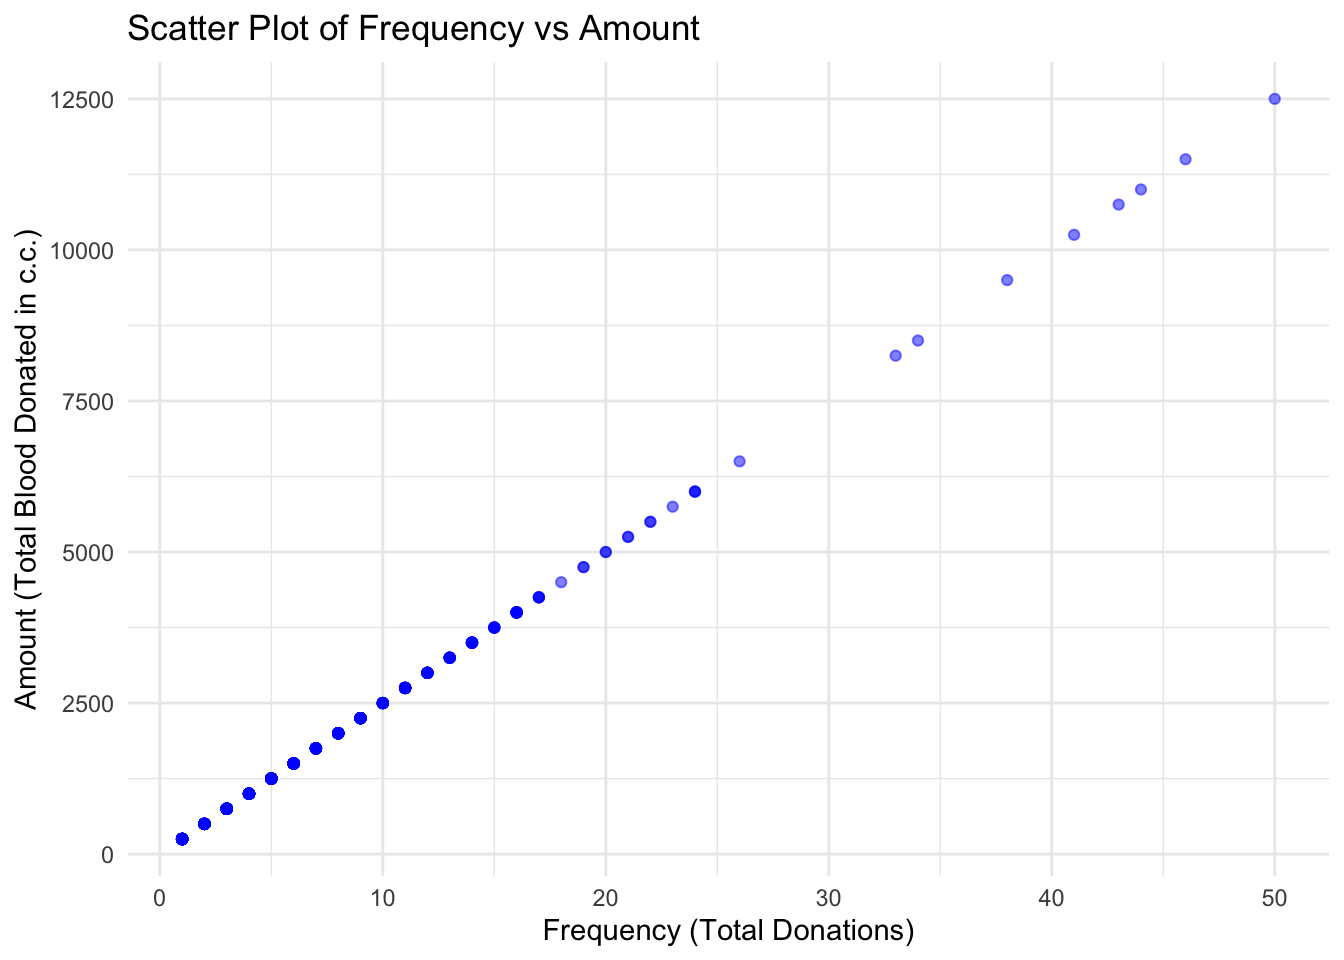 Scatter Plot of Frequency vs Amount
Amount (Total Blood Donated in c.c.)
12500
10000
7500
5000
2500
0
0 10 20 30 40 50
Frequency (Total Donations)